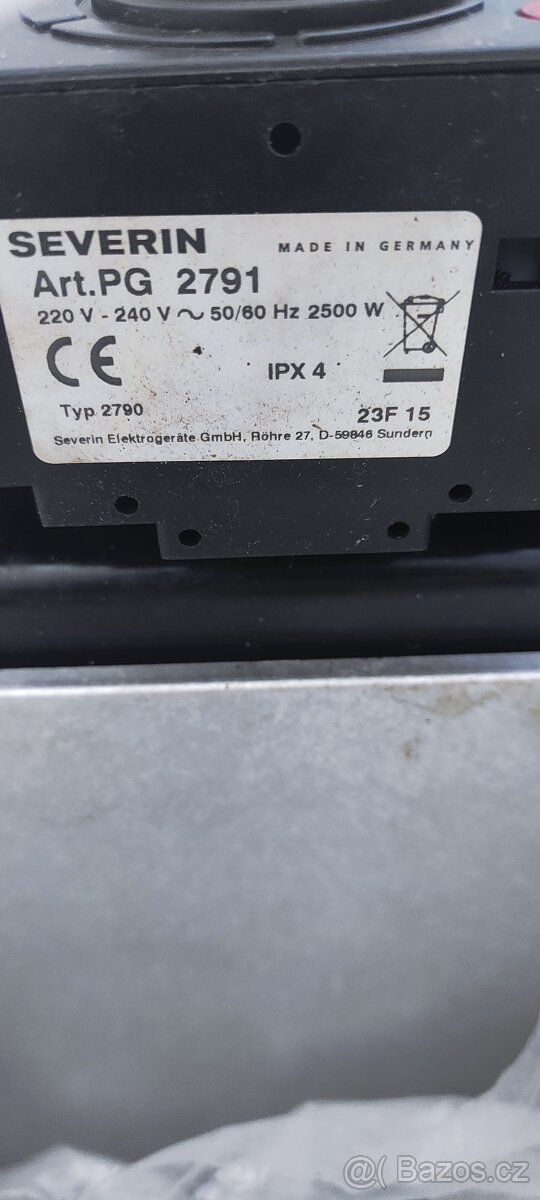 SEVERIN MADE IN GERMANY
Art.PG 2791
220 V - 240 V ~ 50/60 Hz 2500 W
CE IPX 4
Typ 2790 23F 15
Severin Elektrogeräte GmbH, Röhre 27, D-59846 Sundern
@ Bazos.cz